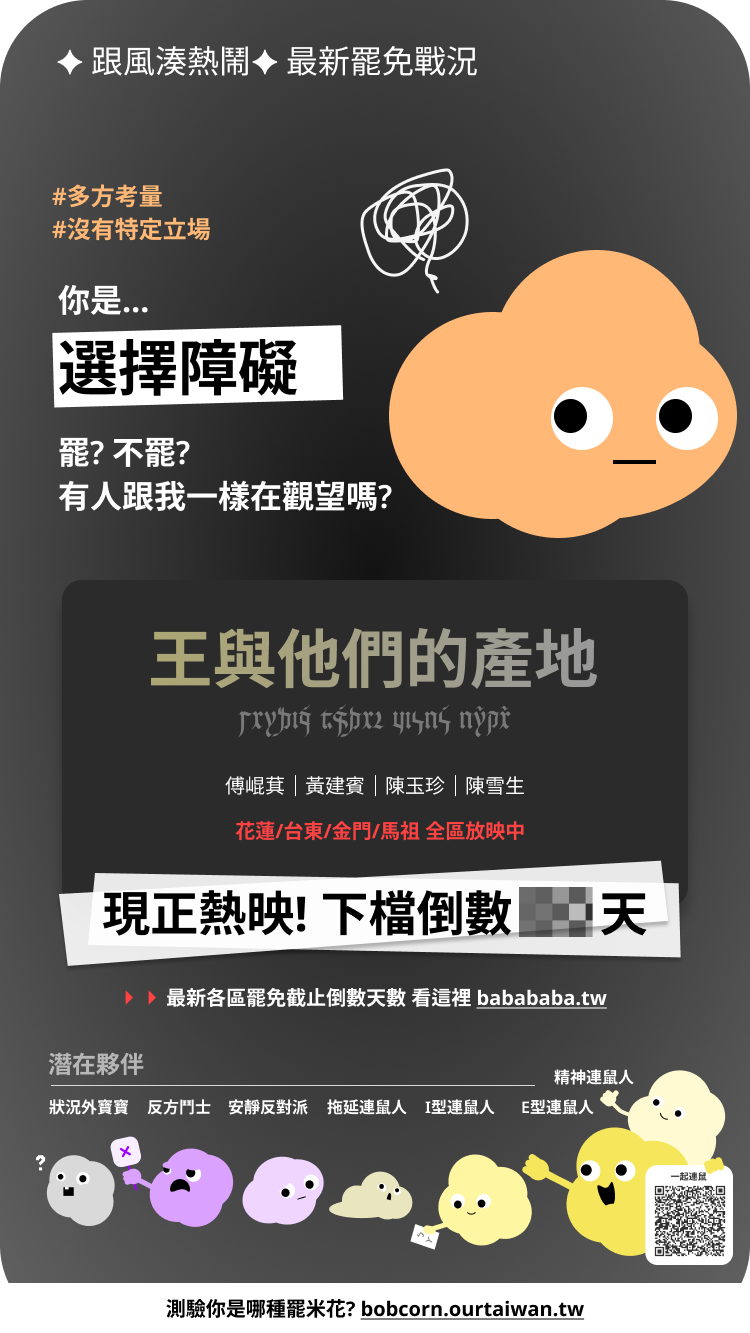 ✦ 跟風湊熱鬧✦ 最新罷免戰況
#多方考量
#沒有特定立場
你是...
選擇障礙
罷? 不罷?
有人跟我一樣在觀望嗎?
王與他們的產地
傅崐萁｜黃建賓｜陳玉珍｜陳雪生
花蓮/台東/金門/馬祖 全區放映中
現正熱映! 下檔倒數 天
最新各區罷免截止倒數天數 看這裡 babababa.tw
潛在夥伴
精神連鼠人
狀況外寶寶 反方鬥士 安靜反對派 拖延連鼠人 I型連鼠人 E型連鼠人
?
一起連鼠
測驗你是哪種罷米花? bobcorn.ourtaiwan.tw